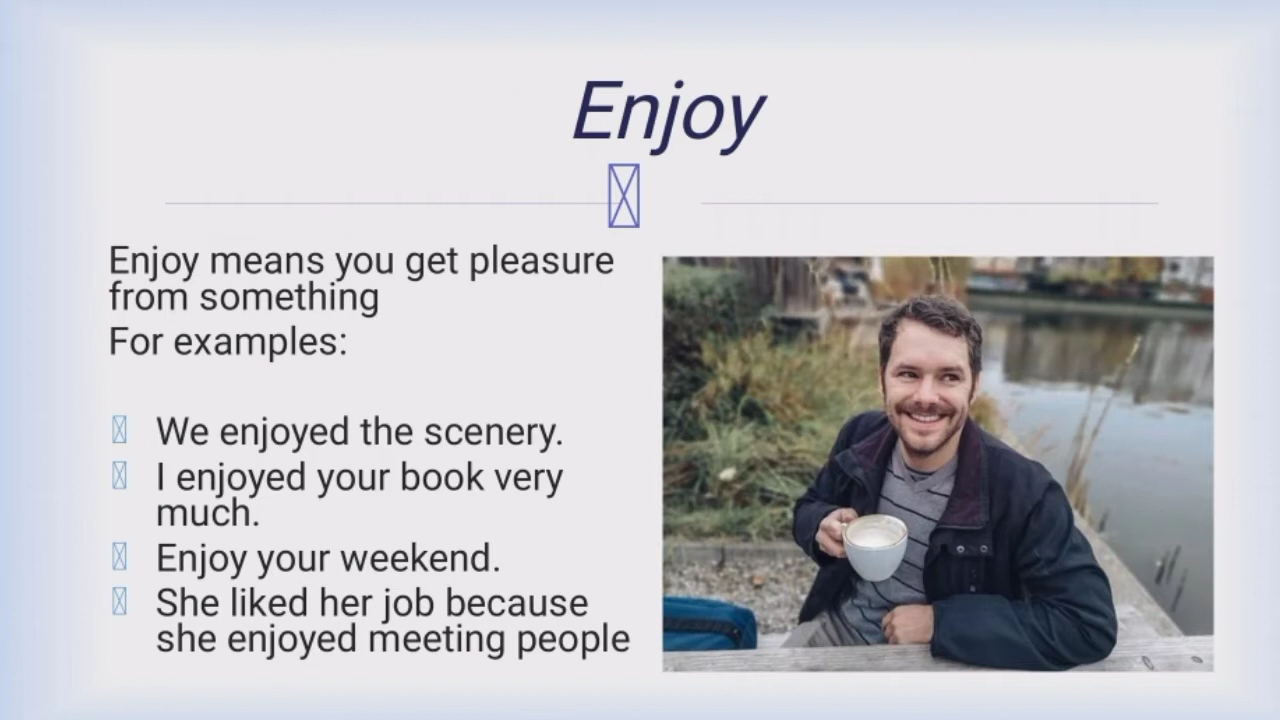 Enjoy
Enjoy means you get pleasure
from something
For examples:
We enjoyed the scenery.
I enjoyed your book very
much.
Enjoy your weekend.
She liked her job because
she enjoyed meeting people